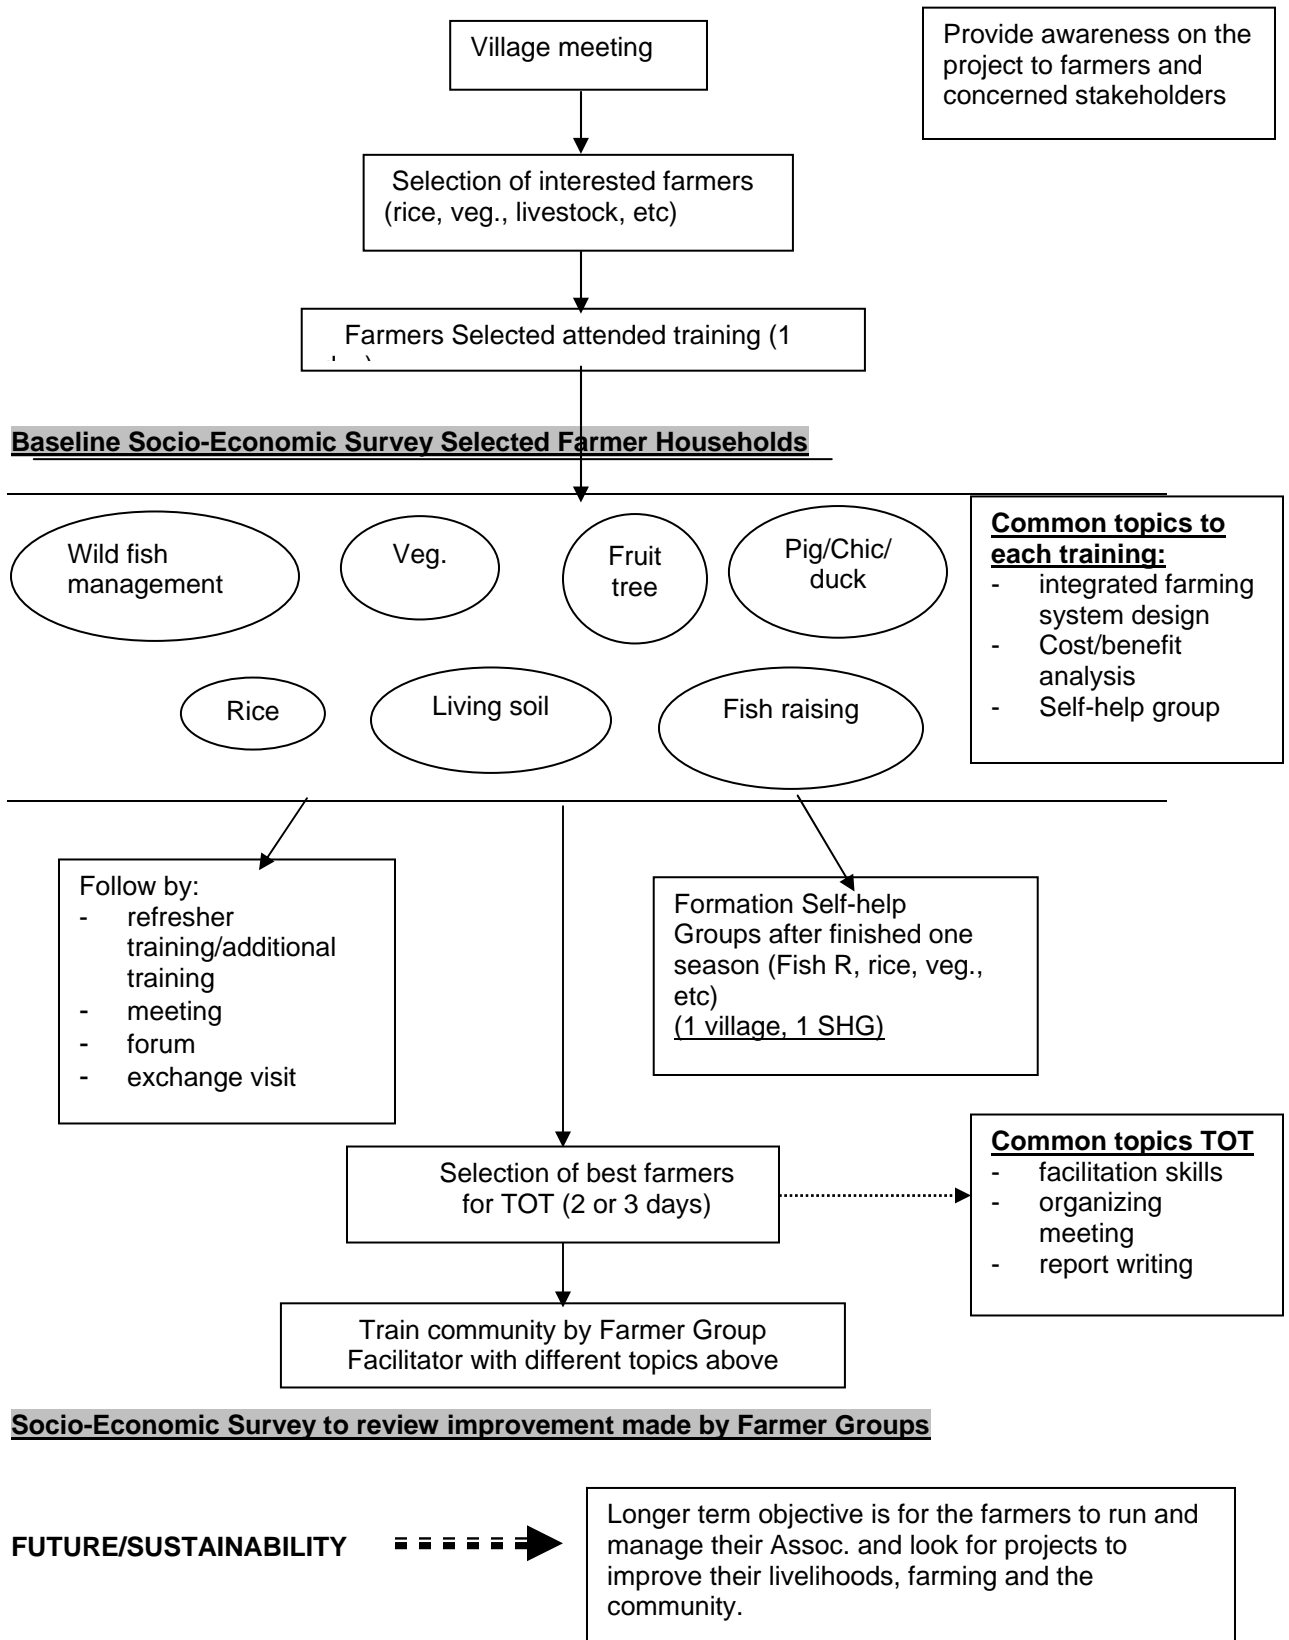 Village meeting
Provide awareness on the
project to farmers and
concerned stakeholders
Selection of interested farmers
(rice, veg., livestock, etc)
Farmers Selected attended training (1
Baseline Socio-Economic Survey Selected Farmer Households
Wild fish
management
Veg.
Fruit
tree
Pig/Chic/
duck
Rice
Living soil
Fish raising
Common topics to
each training:
- integrated farming
system design
- Cost/benefit
analysis
- Self-help group
Follow by:
- refresher
training/additional
training
- meeting
- forum
- exchange visit
Formation Self-help
Groups after finished one
season (Fish R, rice, veg.,
etc)
(1 village, 1 SHG)
Selection of best farmers
for TOT (2 or 3 days)
Common topics TOT
- facilitation skills
- organizing
meeting
- report writing
Train community by Farmer Group
Facilitator with different topics above
Socio-Economic Survey to review improvement made by Farmer Groups
FUTURE/SUSTAINABILITY
Longer term objective is for the farmers to run and
manage their Assoc. and look for projects to
improve their livelihoods, farming and the
community.